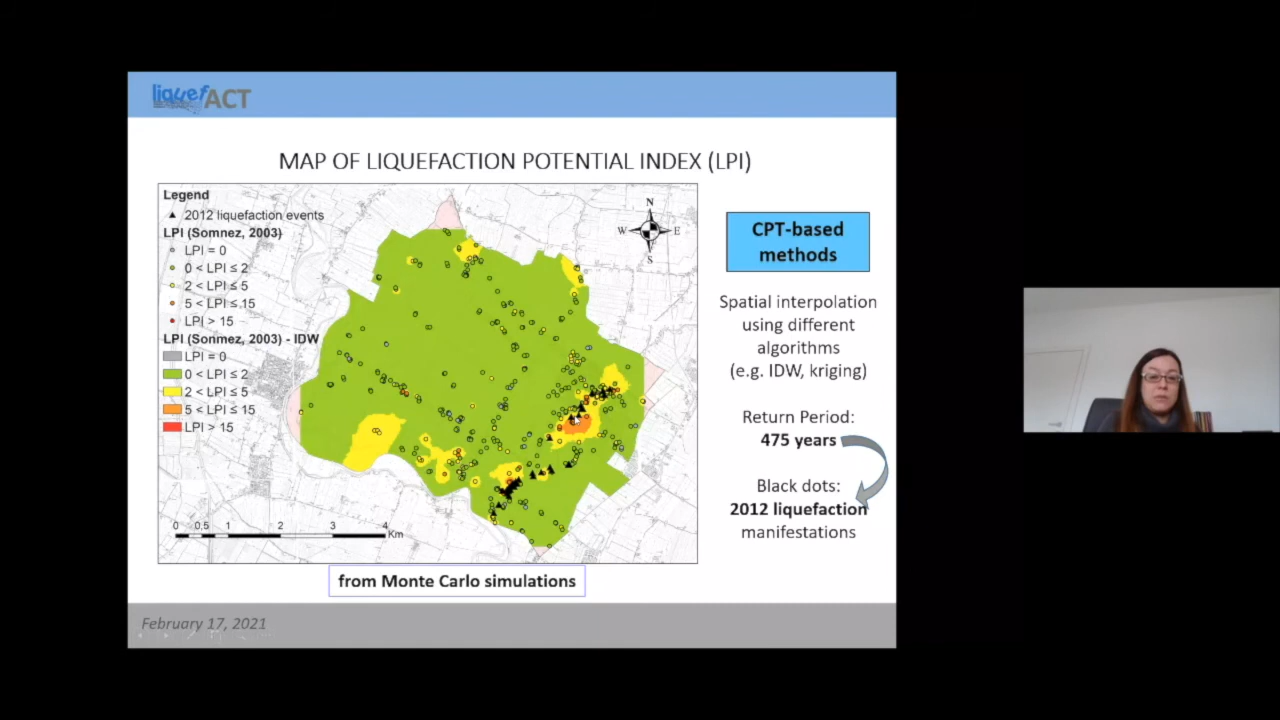 liquefACT
MAP OF LIQUEFACTION POTENTIAL INDEX (LPI)
Legend
2012 liquefaction events
LPI (Somnez, 2003)
LPI = 0
0 < LPI ≤ 2
2 < LPI ≤ 5
5 < LPI ≤ 15
LPI > 15
LPI (Sonmez, 2003) - IDW
LPI = 0
0 < LPI ≤ 2
2 < LPI ≤ 5
5 < LPI ≤ 15
LPI > 15
N
W E
S
0 0,5 1 2 3 4
Km
from Monte Carlo simulations
CPT-based
methods
Spatial interpolation
using different
algorithms
(e.g. IDW, kriging)
Return Period:
475 years
Black dots:
2012 liquefaction
manifestations
February 17, 2021